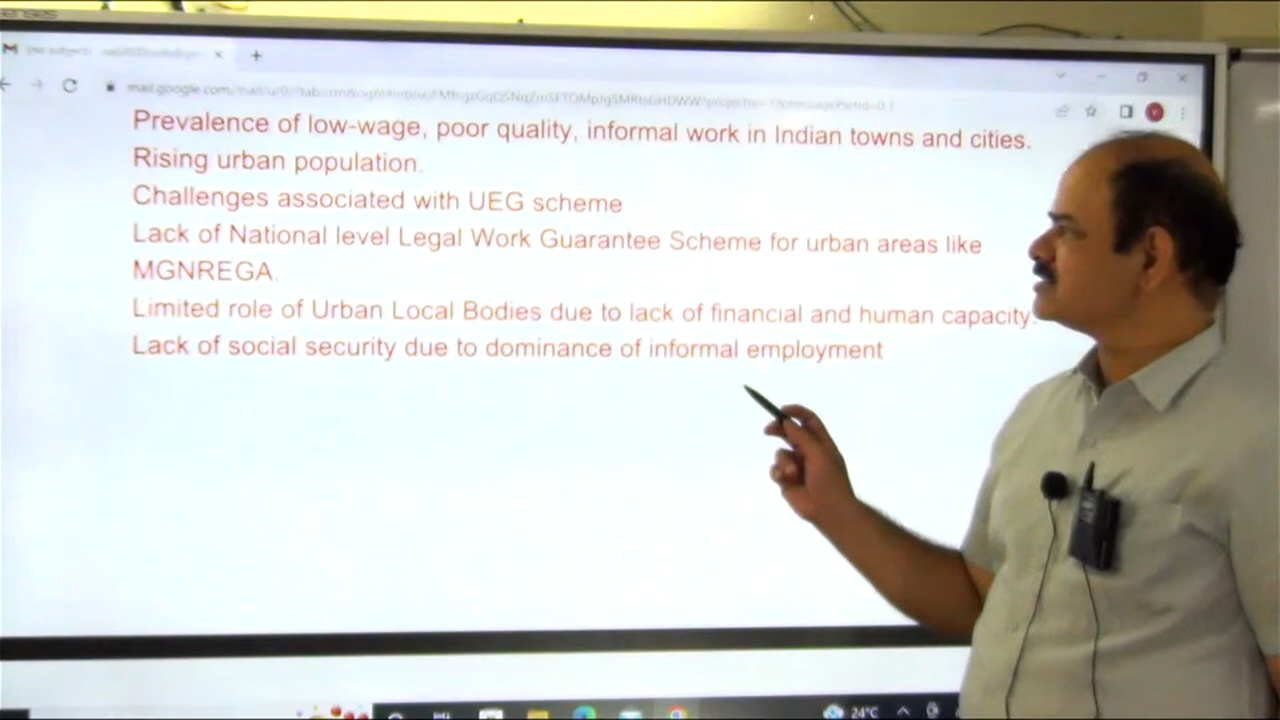 enses
M
+
Prevalence of low-wage, poor quality, informal work in Indian towns and cities.
Rising urban population.
Challenges associated with UEG scheme
Lack of National level Legal Work Guarantee Scheme for urban areas like
MGNREGA.
Limited role of Urban Local Bodies due to lack of financial and human capacity.
Lack of social security due to dominance of informal employment
24°C